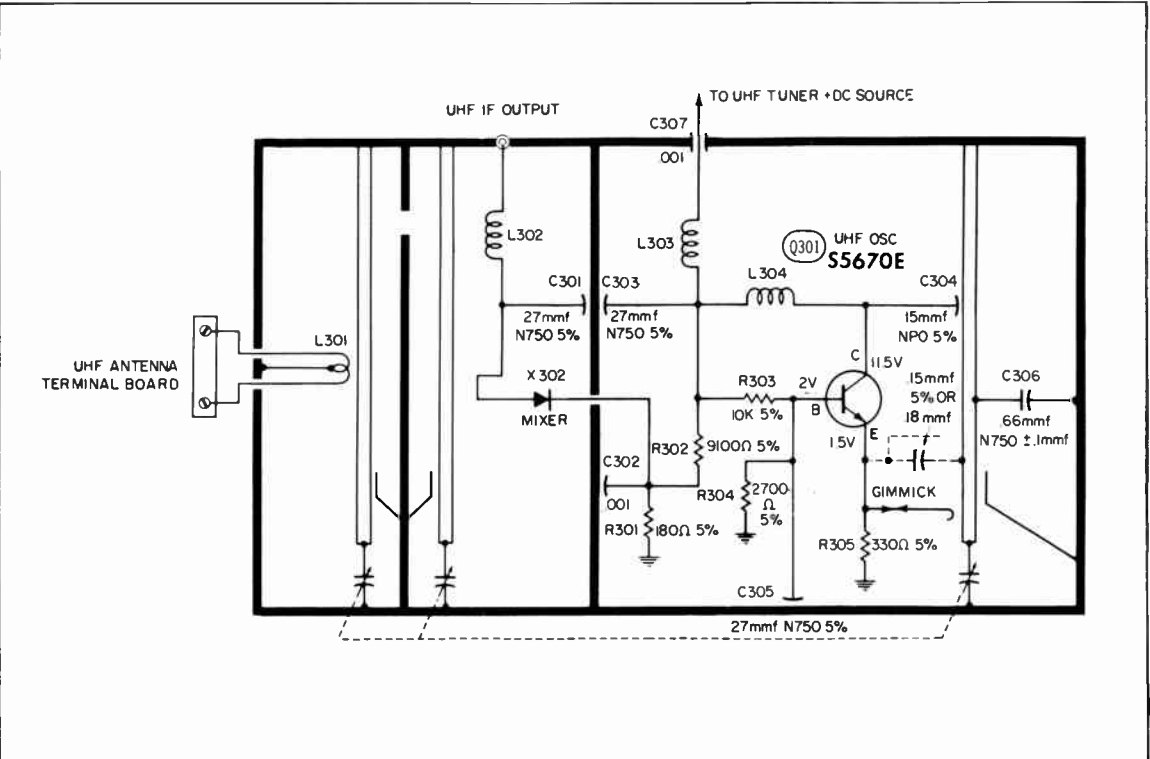 TO UHF TUNER +DC SOURCE
UHF IF OUTPUT
C307
.001
L302
L303
Q301
UHF OSC
S5670E
L304
C301
27mmf
N750 5%
C303
27mmf
N750 5%
C304
15mmf
NPO 5%
L301
UHF ANTENNA
TERMINAL BOARD
X302
MIXER
R303
10K 5%
2V
B
C
11.5V
.15mmf
5% OR
.18mmf
C306
.66mmf
N750 ±.1mmf
R302
9100Ω 5%
1.5V
E
C302
.001
R301
180Ω 5%
R304
2700
Ω
5%
GIMMICK
R305
330Ω 5%
C305
27mmf N750 5%